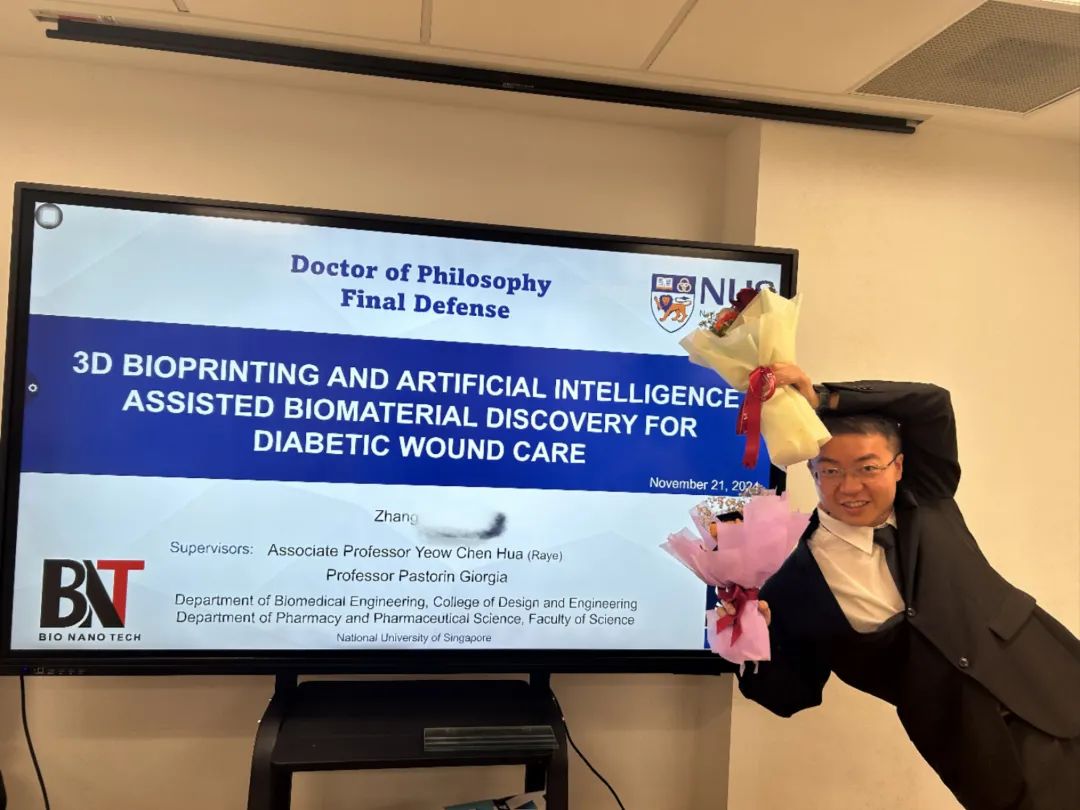 Doctor of Philosophy
Final Defense
3D BIOPRINTING AND ARTIFICIAL INTELLIGENCE
ASSISTED BIOMATERIAL DISCOVERY FOR
DIABETIC WOUND CARE
November 21, 2024
Zhang
Supervisors: Associate Professor Yeow Chen Hua (Raye)
Professor Pastorin Giorgia
Department of Biomedical Engineering, College of Design and Engineering
Department of Pharmacy and Pharmaceutical Science, Faculty of Science
National University of Singapore
NUS
BNT
BIO NANO TECH